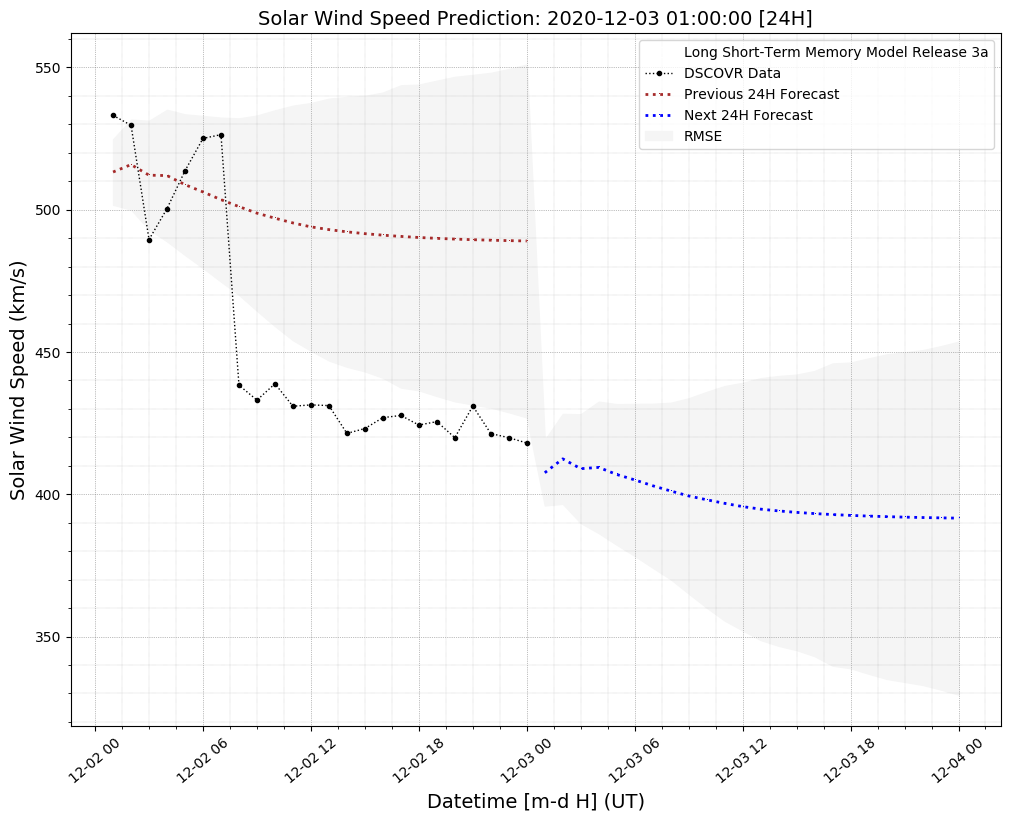 Solar Wind Speed Prediction: 2020-12-03 01:00:00 [24H]
Long Short-Term Memory Model Release 3a
DSCOVR Data
Previous 24H Forecast
Next 24H Forecast
RMSE
Solar Wind Speed (km/s)
550
500
450
400
350
12-02 00
12-02 06
12-02 12
12-02 18
12-03 00
12-03 06
12-03 12
12-03 18
12-04 00
Datetime [m-d H] (UT)